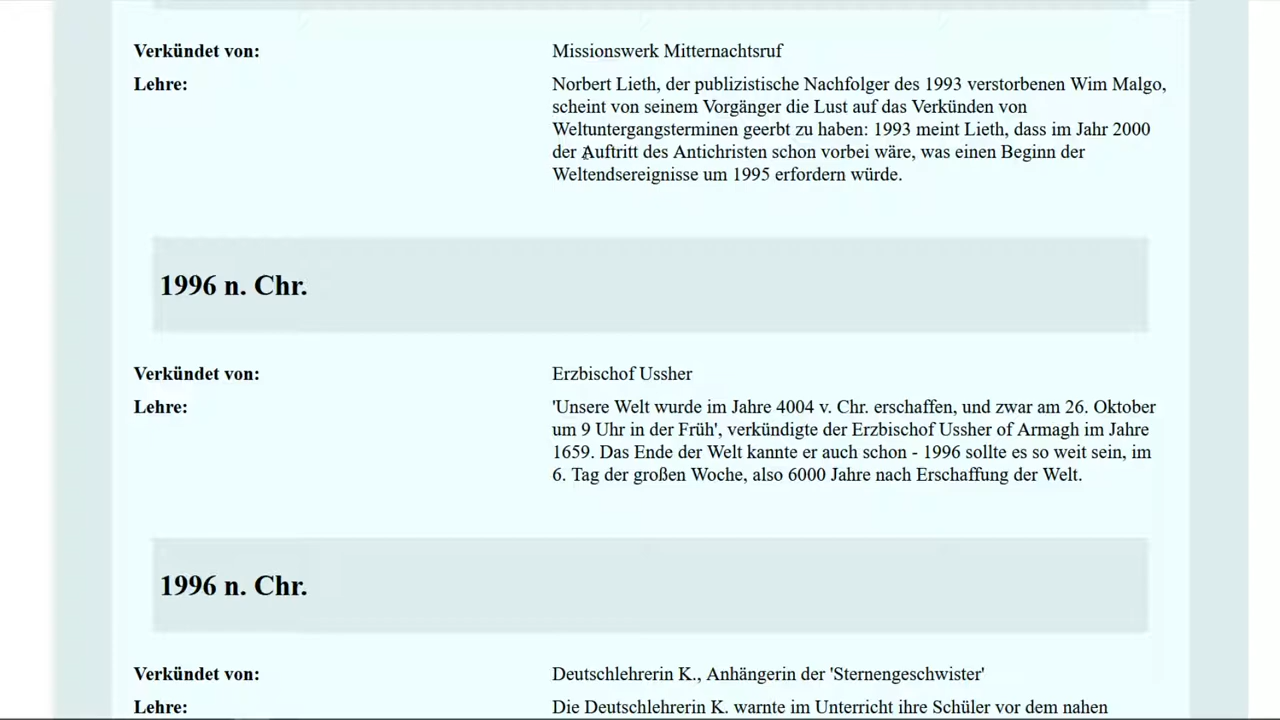 Verkündet von: Missionswerk Mitternachtsruf
Lehre: Norbert Lieth, der publizistische Nachfolger des 1993 verstorbenen Wim Malgo,
scheint von seinem Vorgänger die Lust auf das Verkünden von
Weltuntergangsterminen geerbt zu haben: 1993 meint Lieth, dass im Jahr 2000
der Auftritt des Antichristen schon vorbei wäre, was einen Beginn der
Weltendsereignisse um 1995 erfordern würde.
1996 n. Chr.
Verkündet von: Erzbischof Ussher
Lehre: 'Unsere Welt wurde im Jahre 4004 v. Chr. erschaffen, und zwar am 26. Oktober
um 9 Uhr in der Früh', verkündigte der Erzbischof Ussher of Armagh im Jahre
1659. Das Ende der Welt kannte er auch schon - 1996 sollte es so weit sein, im
6. Tag der großen Woche, also 6000 Jahre nach Erschaffung der Welt.
1996 n. Chr.
Verkündet von: Deutschlehrerin K., Anhängerin der 'Sternengeschwister'
Lehre: Die Deutschlehrerin K. warnte im Unterricht ihre Schüler vor dem nahen